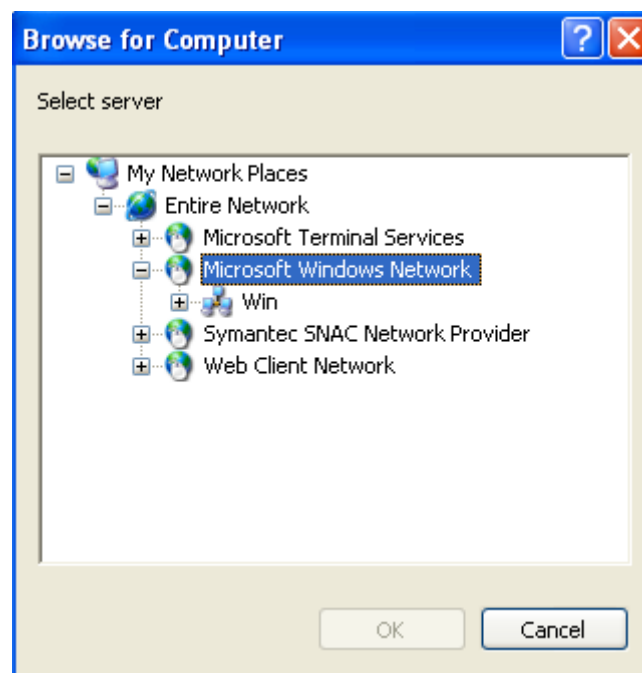 Browse for Computer
Select server
My Network Places
Entire Network
Microsoft Terminal Services
Microsoft Windows Network
Win
Symantec SNAC Network Provider
Web Client Network
OK
Cancel